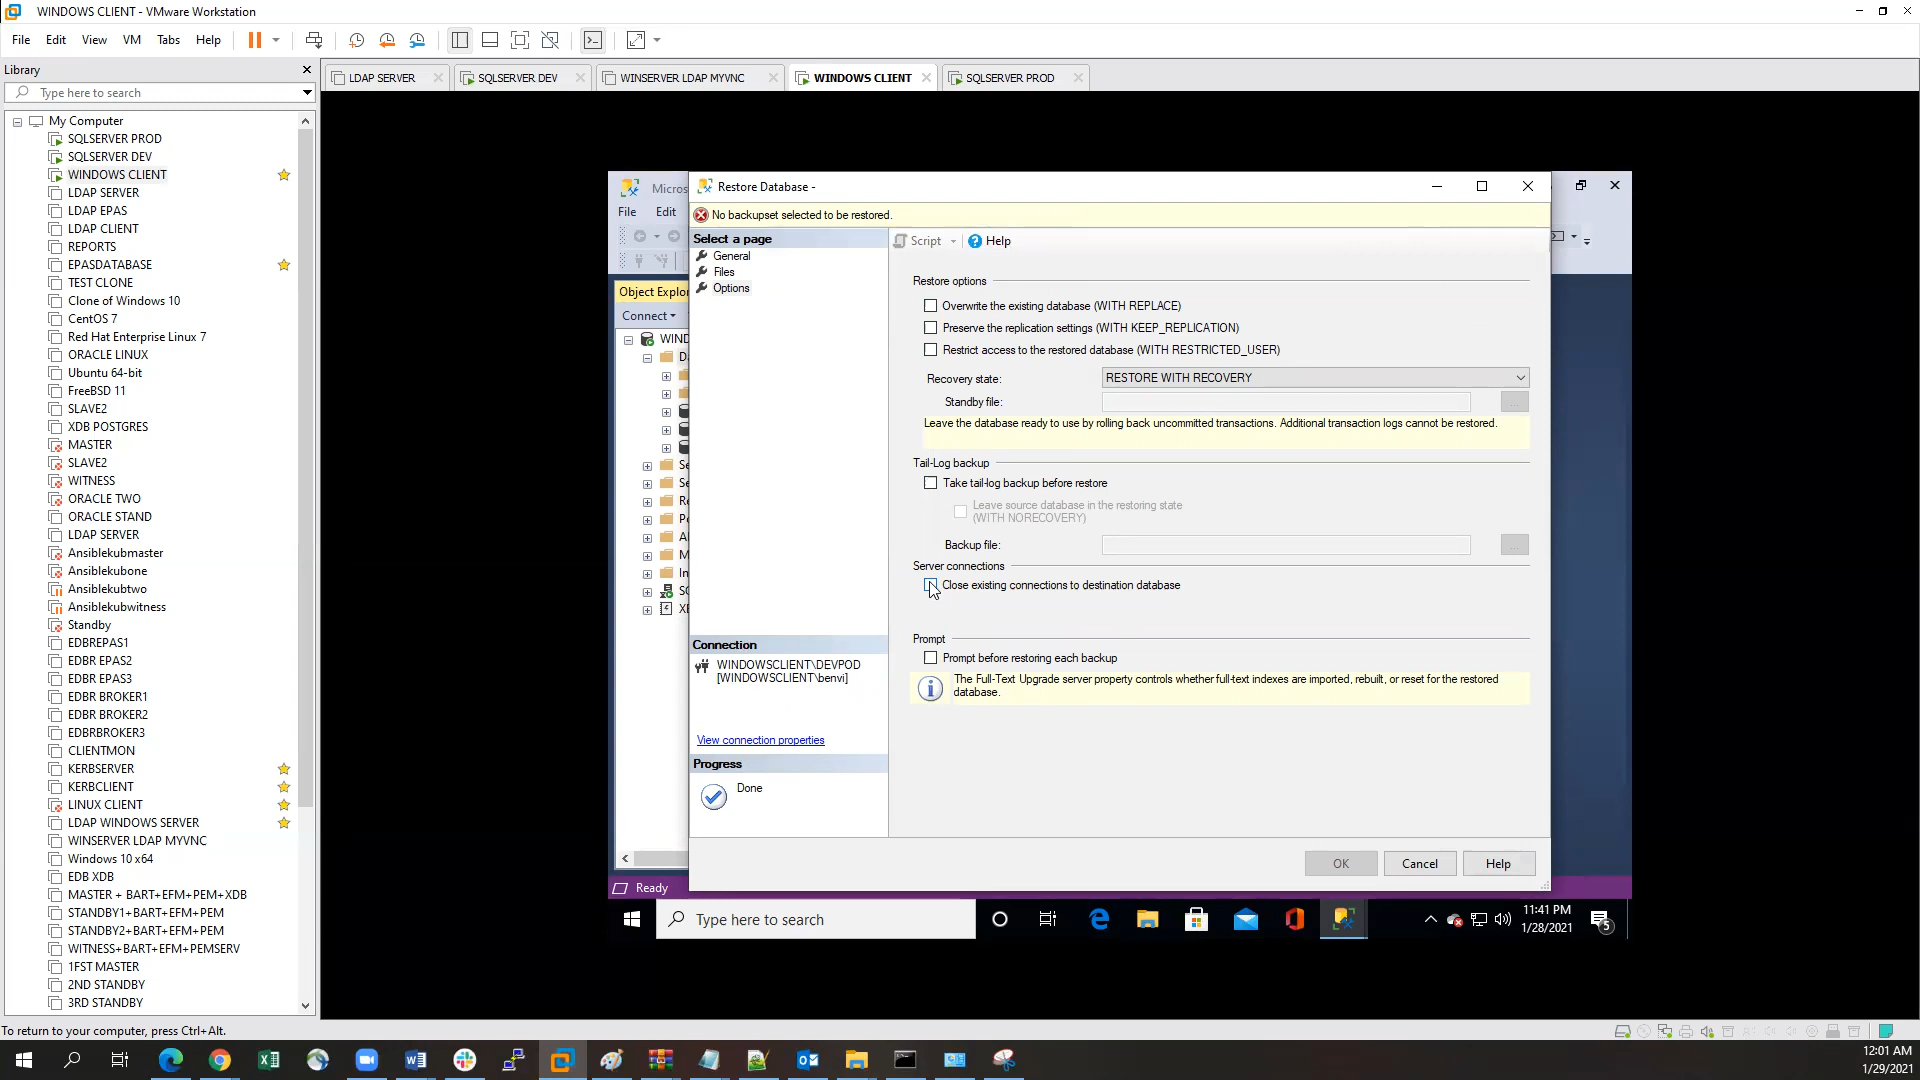 WINDOWS CLIENT - VMware Workstation
File Edit View VM Tabs Help
Library
Type here to search
LDAP SERVER
SQLSERVER DEV
WINSERVER LDAP MYVNC
WINDOWS CLIENT
SQLSERVER PROD
My Computer
SQLSERVER PROD
SQLSERVER DEV
WINDOWS CLIENT
LDAP SERVER
LDAP EPAS
LDAP CLIENT
REPORTS
EPASDATABASE
TEST CLONE
Clone of Windows 10
CentOS 7
Red Hat Enterprise Linux 7
ORACLE LINUX
Ubuntu 64-bit
FreeBSD 11
SLAVE2
XDB POSTGRES
MASTER
SLAVE2
WITNESS
ORACLE TWO
ORACLE STAND
LDAP SERVER
Ansiblekubmaster
Ansiblekubone
Ansiblekubtwo
Ansiblekubwitness
Standby
EDBREPAS1
EDBR EPAS2
EDBR EPAS3
EDBR BROKER1
EDBR BROKER2
EDBRBROKER3
CLIENTMON
KERBSERVER
KERBCLIENT
LINUX CLIENT
LDAP WINDOWS SERVER
WINSERVER LDAP MYVNC
Windows 10 x64
EDB XDB
MASTER + BART+EFM+PEM+XDB
STANDBY1+BART+EFM+PEM
STANDBY2+BART+EFM+PEM
WITNESS+BART+EFM+PEMSERV
1FST MASTER
2ND STANDBY
3RD STANDBY
Micros
File Edit
Object Explo
Connect
WIND
D
Se
Se
Re
Po
Al
M
In
SQ
XE
Ready
Restore Database -
No backupset selected to be restored.
Select a page
General
Files
Options
Connection
WINDOWSCLIENT\DEVPOD
[WINDOWSCLIENT\benvi]
View connection properties
Progress
Done
Script Help
Restore options
Overwrite the existing database (WITH REPLACE)
Preserve the replication settings (WITH KEEP_REPLICATION)
Restrict access to the restored database (WITH RESTRICTED_USER)
Recovery state: RESTORE WITH RECOVERY
Standby file: ...
Leave the database ready to use by rolling back uncommitted transactions. Additional transaction logs cannot be restored.
Tail-Log backup
Take tail-log backup before restore
Leave source database in the restoring state
(WITH NORECOVERY)
Backup file: ...
Server connections
Close existing connections to destination database
Prompt
Prompt before restoring each backup
The Full-Text Upgrade server property controls whether full-text indexes are imported, rebuilt, or reset for the restored
database.
OK Cancel Help
Type here to search
11:41 PM
1/28/2021
5
To return to your computer, press Ctrl+Alt.
12:01 AM
1/29/2021